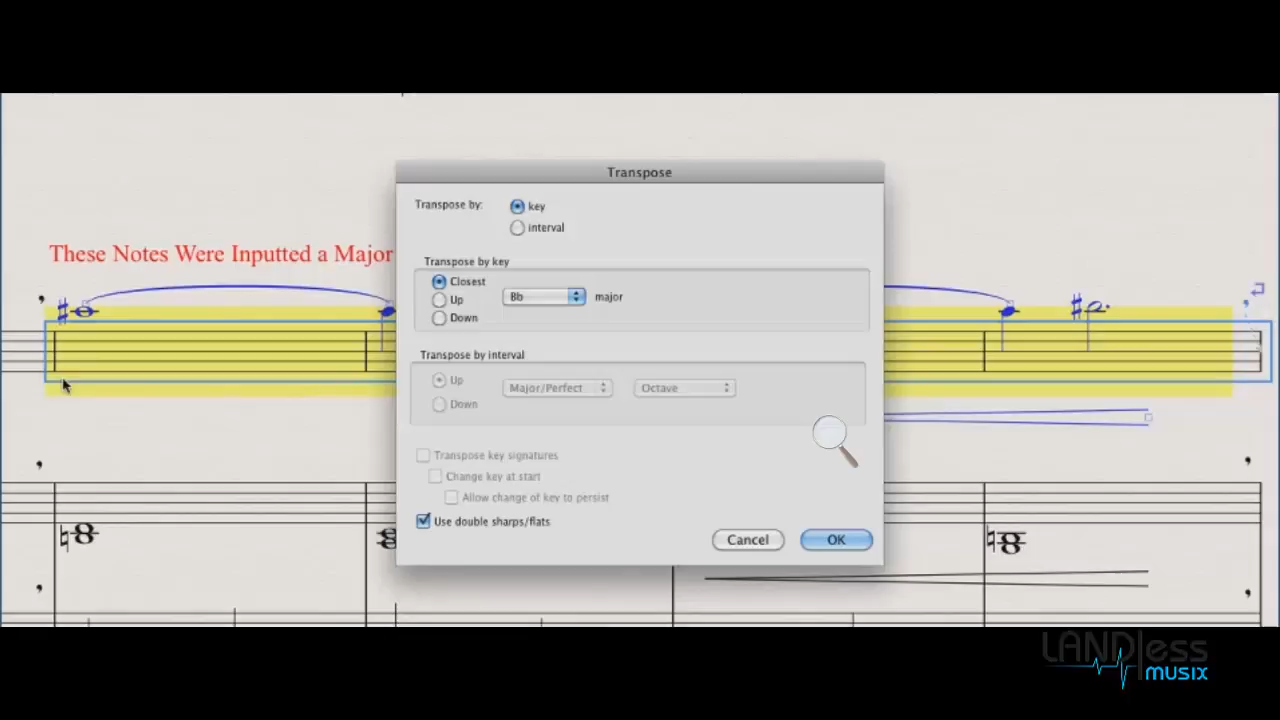 Transpose
Transpose by:
key
interval
These Notes Were Inputted a Major
Transpose by key
Closest
Up
Bb
major
Down
Transpose by interval
Up
Major/Perfect
Octave
Down
Transpose key signatures
Change key at start
Allow change of key to persist
Use double sharps/flats
Cancel
OK
LANDless
musix